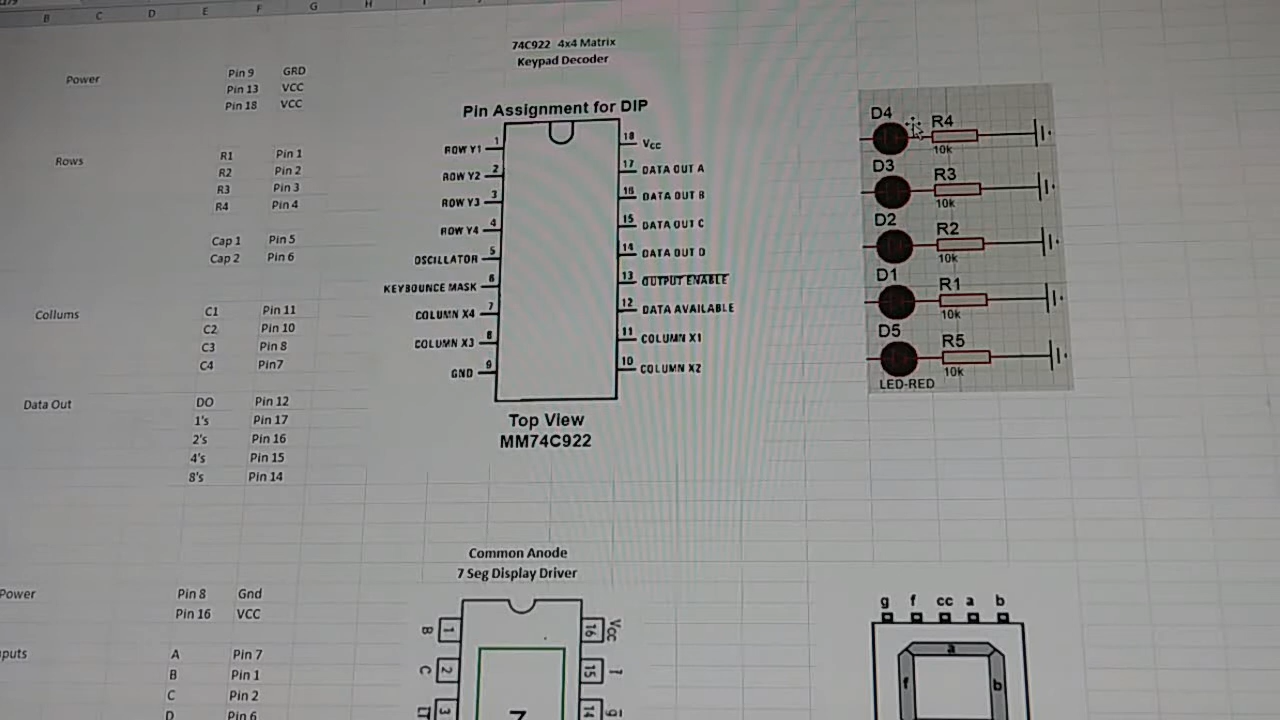 B C D E F G H I
74C922 4x4 Matrix
Keypad Decoder
Power Pin 9 GRD
Pin 13 VCC
Pin 18 VCC
Rows R1 Pin 1
R2 Pin 2
R3 Pin 3
R4 Pin 4
Cap 1 Pin 5
Cap 2 Pin 6
Collums C1 Pin 11
C2 Pin 10
C3 Pin 8
C4 Pin7
Data Out DO Pin 12
1's Pin 17
2's Pin 16
4's Pin 15
8's Pin 14
Pin Assignment for DIP
ROW Y1 1 18 VCC
ROW Y2 2 17 DATA OUT A
ROW Y3 3 16 DATA OUT B
ROW Y4 4 15 DATA OUT C
OSCILLATOR 5 14 DATA OUT D
KEYBOUNCE MASK 6 13 OUTPUT ENABLE
COLUMN X4 7 12 DATA AVAILABLE
COLUMN X3 8 11 COLUMN X1
GND 9 10 COLUMN X2
Top View
MM74C922
D4 R4
10k
D3 R3
10k
D2 R2
10k
D1 R1
10k
D5 R5
10k
LED-RED
Common Anode
7 Seg Display Driver
Power Pin 8 Gnd
Pin 16 VCC
puts A Pin 7
B Pin 1
C Pin 2
D Pin 6
B 1 16 Vcc
C 2 15 f
LT 3 14 g
7
g f cc a b
a
f b